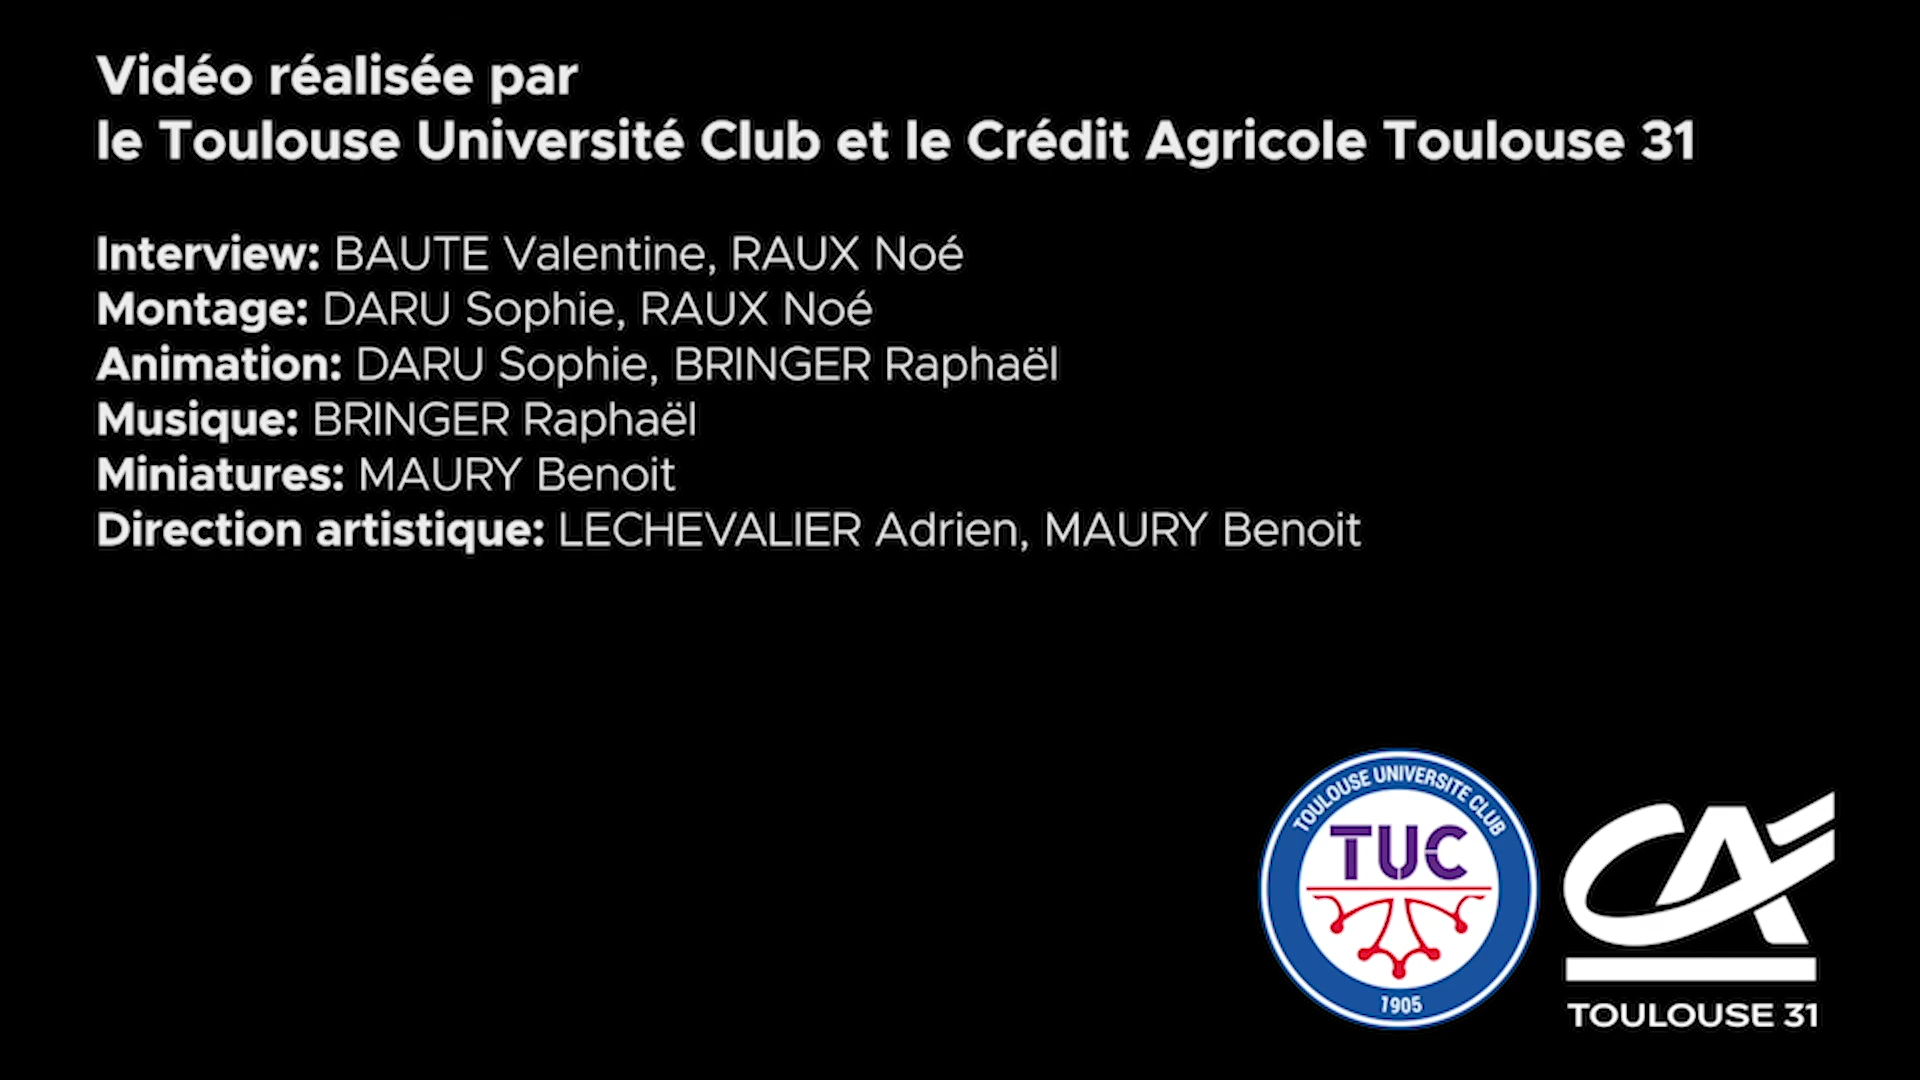 Vidéo réalisée par
le Toulouse Université Club et le Crédit Agricole Toulouse 31
Interview: BAUTE Valentine, RAUX Noé
Montage: DARU Sophie, RAUX Noé
Animation: DARU Sophie, BRINGER Raphaël
Musique: BRINGER Raphaël
Miniatures: MAURY Benoit
Direction artistique: LECHEVALIER Adrien, MAURY Benoit
TOULOUSE UNIVERSITE CLUB
TUC
1905
CA
TOULOUSE 31